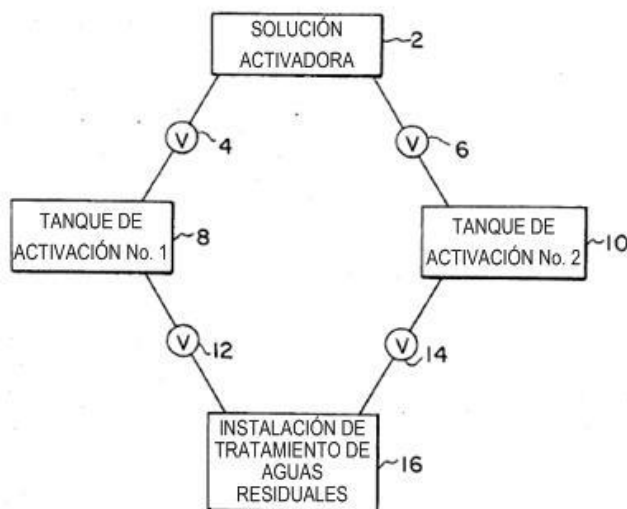 SOLUCIÓN
ACTIVADORA
2
V
4
V
6
TANQUE DE
ACTIVACIÓN No. 1
8
TANQUE DE
ACTIVACIÓN No. 2
10
V
12
V
14
INSTALACIÓN DE
TRATAMIENTO DE
AGUAS
RESIDUALES
16